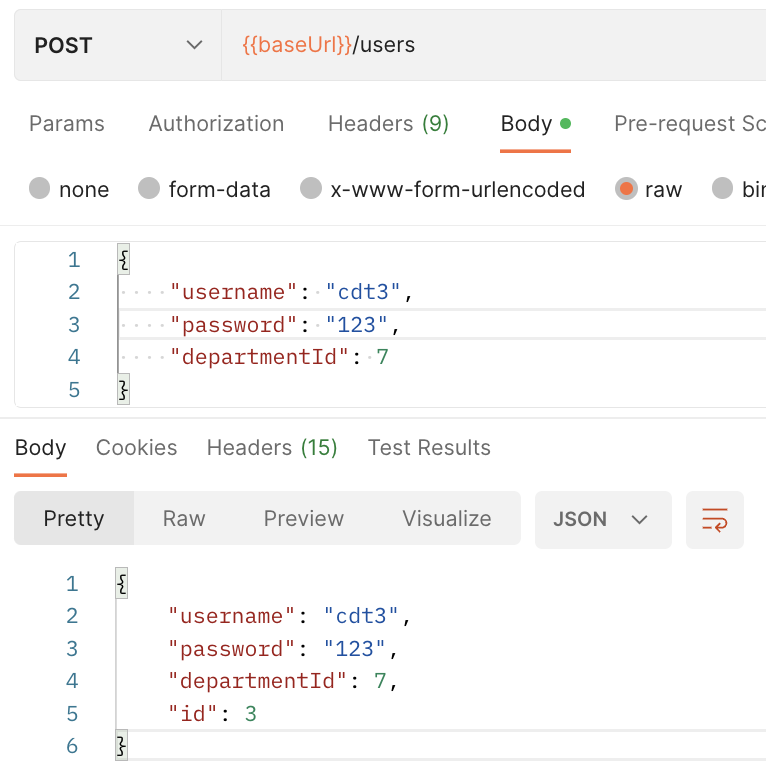 POST {{baseUrl}}/users
Params Authorization Headers (9) Body Pre-request Sc
none form-data x-www-form-urlencoded raw bin
1 {
2 "username": "cdt3",
3 "password": "123",
4 "departmentId": 7
5 }
Body Cookies Headers (15) Test Results
Pretty Raw Preview Visualize JSON
1 {
2 "username": "cdt3",
3 "password": "123",
4 "departmentId": 7,
5 "id": 3
6 }